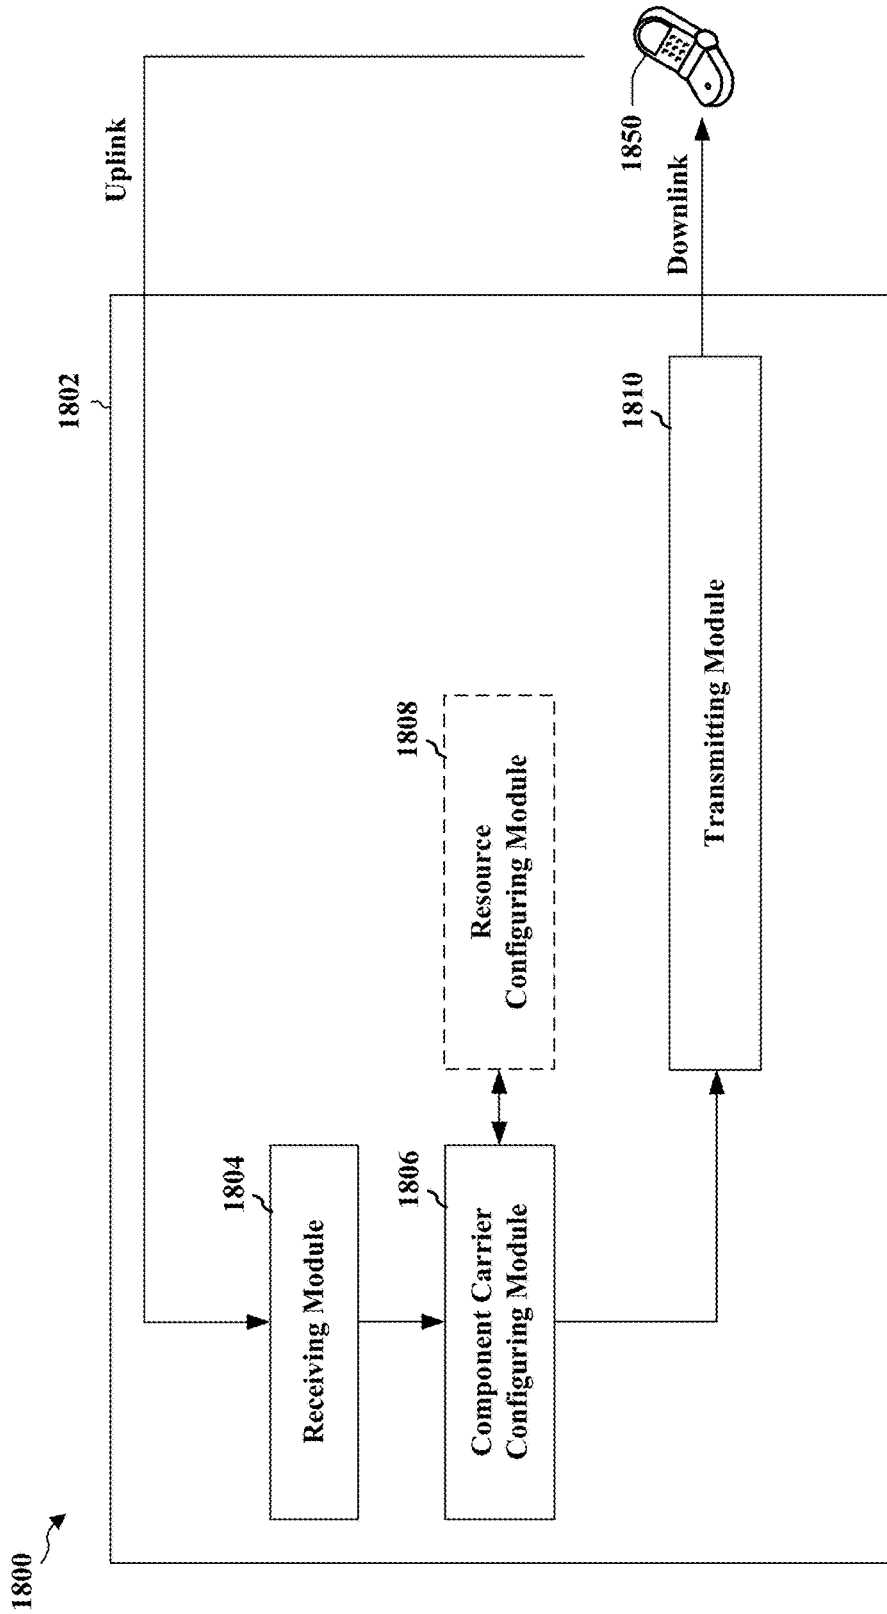 1800
1802
Uplink
1804
Receiving Module
1806
Component Carrier
Configuring Module
1808
Resource
Configuring Module
1810
Transmitting Module
Downlink
1850